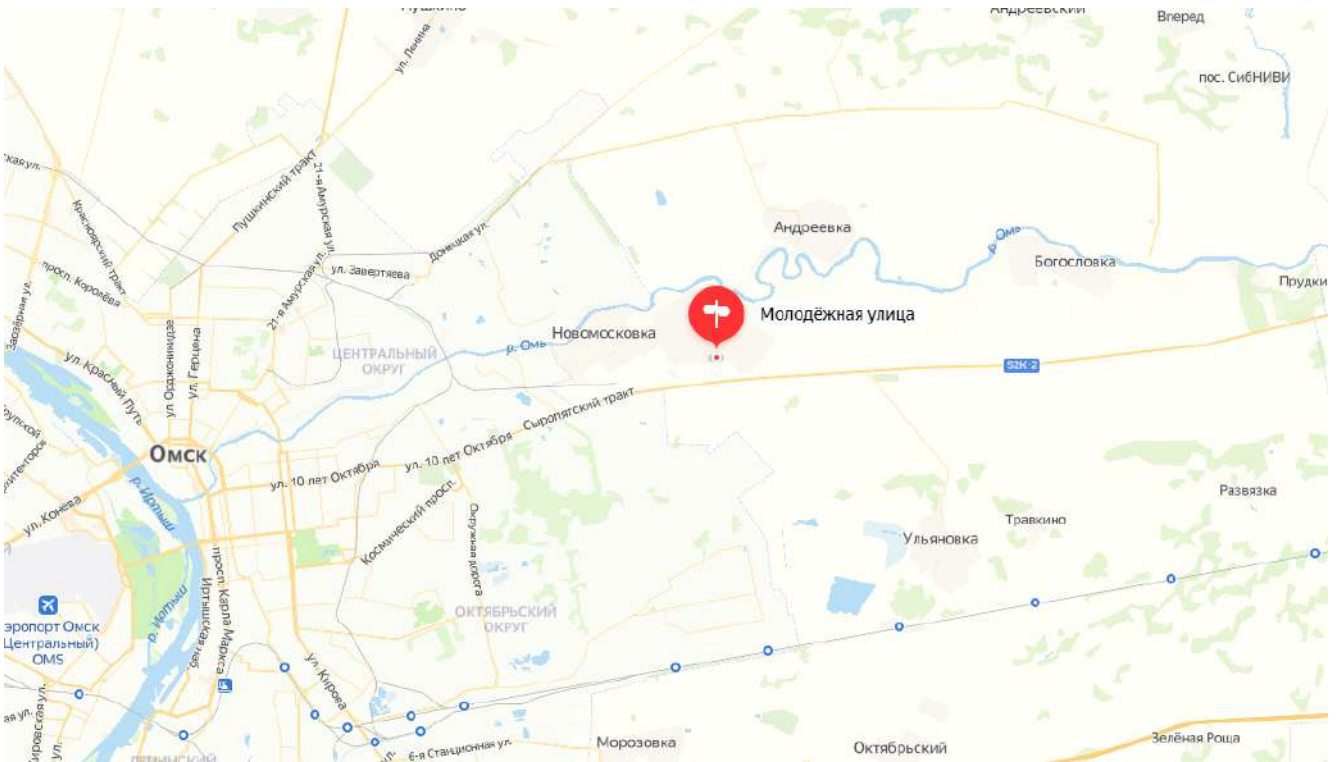 Андреевский
Вперед
пос. СибНИВИ
ул. Ленина
Пушкинский тракт
21-я Амурская ул.
Красноярский тракт
просп. Королёва
Заозёрная ул.
Донецкая ул.
ул. Завертяева
21-я Амурская ул.
Андреевка
р. Омь
Богословка
Прудки
Молодёжная улица
Новомосковка
р. Омь
ЦЕНТРАЛЬНЫЙ
ОКРУГ
ул. Герцена
ул Орджоникидзе
ул. Красный Путь
52К-2
Сыропятский тракт
ул. 10 лет Октября
ул. 10 лет Октября
Омск
р. Иртыш
ул. Конева
Космический просп.
Окружная дорога
Развязка
Травкино
Ульяновка
просп. Карла Маркса
Иртышская наб
р. Иртыш
ОКТЯБРЬСКИЙ
ОКРУГ
эропорт Омск
Центральный)
OMS
ул. Кирова
6-я Станционная ул.
Морозовка
Октябрьский
Зелёная Роща